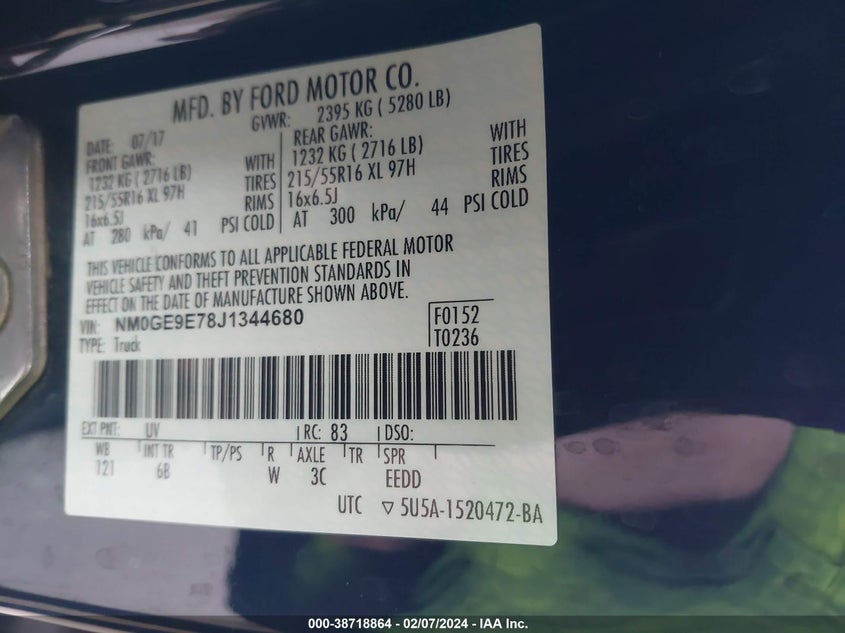 MFD. BY FORD MOTOR CO.
DATE: 07/17 GVWR: 2395 KG ( 5280 LB)
FRONT GAWR: WITH REAR GAWR: WITH
1232 KG ( 2716 LB) TIRES 1232 KG ( 2716 LB) TIRES
215/55R16 XL 97H RIMS 215/55R16 XL 97H RIMS
16x6.5J 16x6.5J
AT 280 kPa/ 41 PSI COLD AT 300 kPa/ 44 PSI COLD
THIS VEHICLE CONFORMS TO ALL APPLICABLE FEDERAL MOTOR
VEHICLE SAFETY AND THEFT PREVENTION STANDARDS IN
EFFECT ON THE DATE OF MANUFACTURE SHOWN ABOVE.
VIN: NM0GE9E78J1344680 F0152
TYPE: Truck T0236
EXT PNT: UV RC: 83 DSO:
WB INT TR TP/PS R AXLE TR SPR
121 6B W 3C EEDD
UTC ▽ 5U5A-1520472-BA
000-38718864 - 02/07/2024 - IAA Inc.